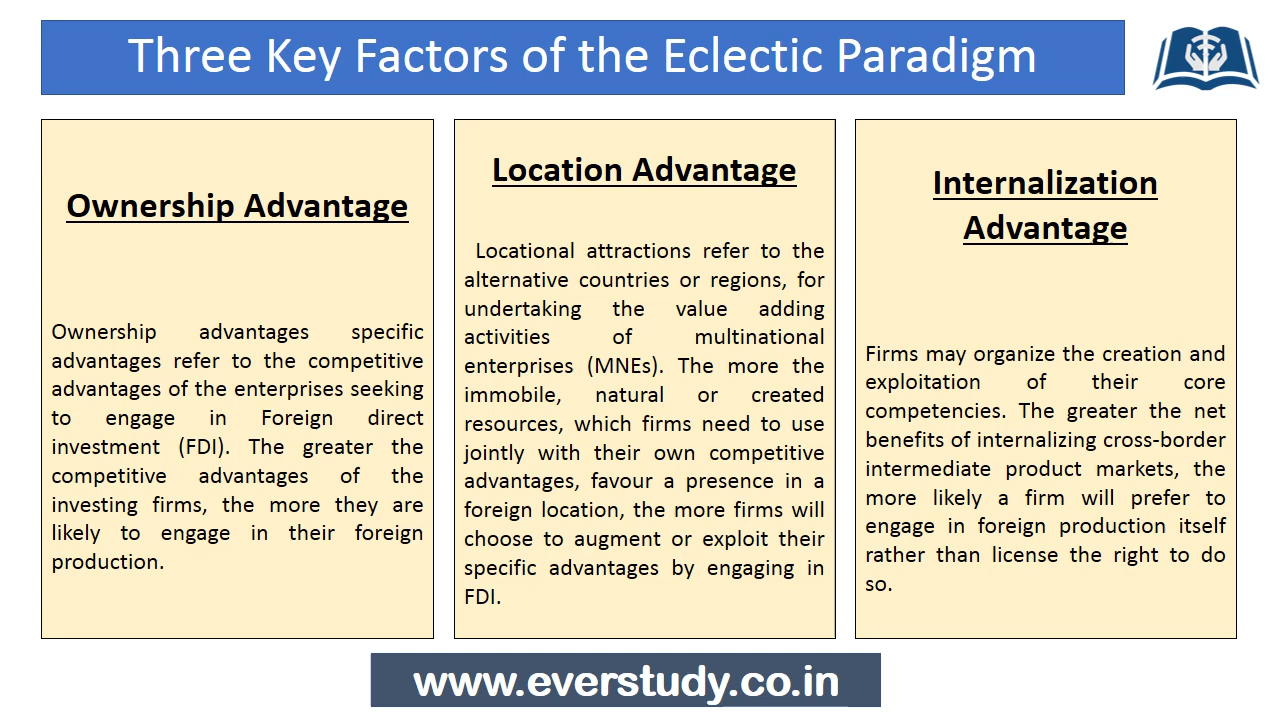 Three Key Factors of the Eclectic Paradigm
Ownership Advantage
Ownership advantages specific
advantages refer to the competitive
advantages of the enterprises seeking
to engage in Foreign direct
investment (FDI). The greater the
competitive advantages of the
investing firms, the more they are
likely to engage in their foreign
production.
Location Advantage
Locational attractions refer to the
alternative countries or regions, for
undertaking the value adding
activities of multinational
enterprises (MNEs). The more the
immobile, natural or created
resources, which firms need to use
jointly with their own competitive
advantages, favour a presence in a
foreign location, the more firms will
choose to augment or exploit their
specific advantages by engaging in
FDI.
Internalization
Advantage
Firms may organize the creation and
exploitation of their core
competencies. The greater the net
benefits of internalizing cross-border
intermediate product markets, the
more likely a firm will prefer to
engage in foreign production itself
rather than license the right to do
so.
www.everstudy.co.in